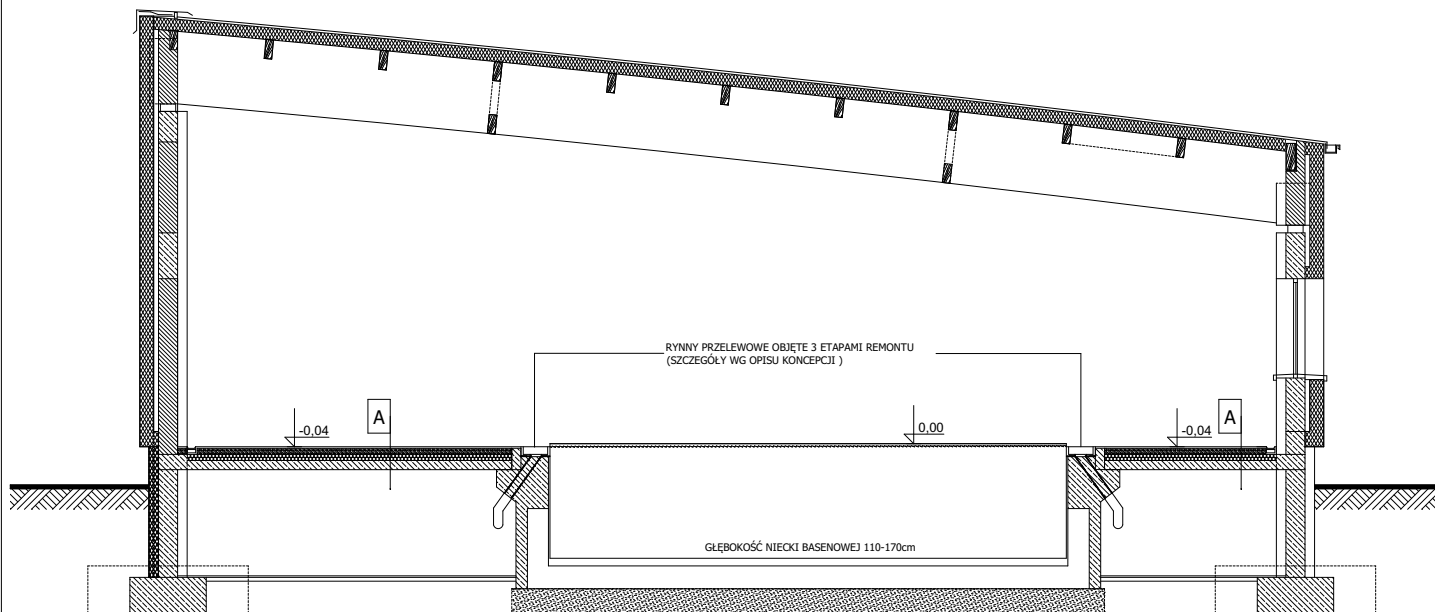 RYNNY PRZELEWOWE OBJĘTE 3 ETAPAMI REMONTU
(SZCZEGÓŁY WG OPISU KONCEPCJI )
-0,04
A
0,00
-0,04
A
GŁĘBOKOŚĆ NIECKI BASENOWEJ 110-170cm